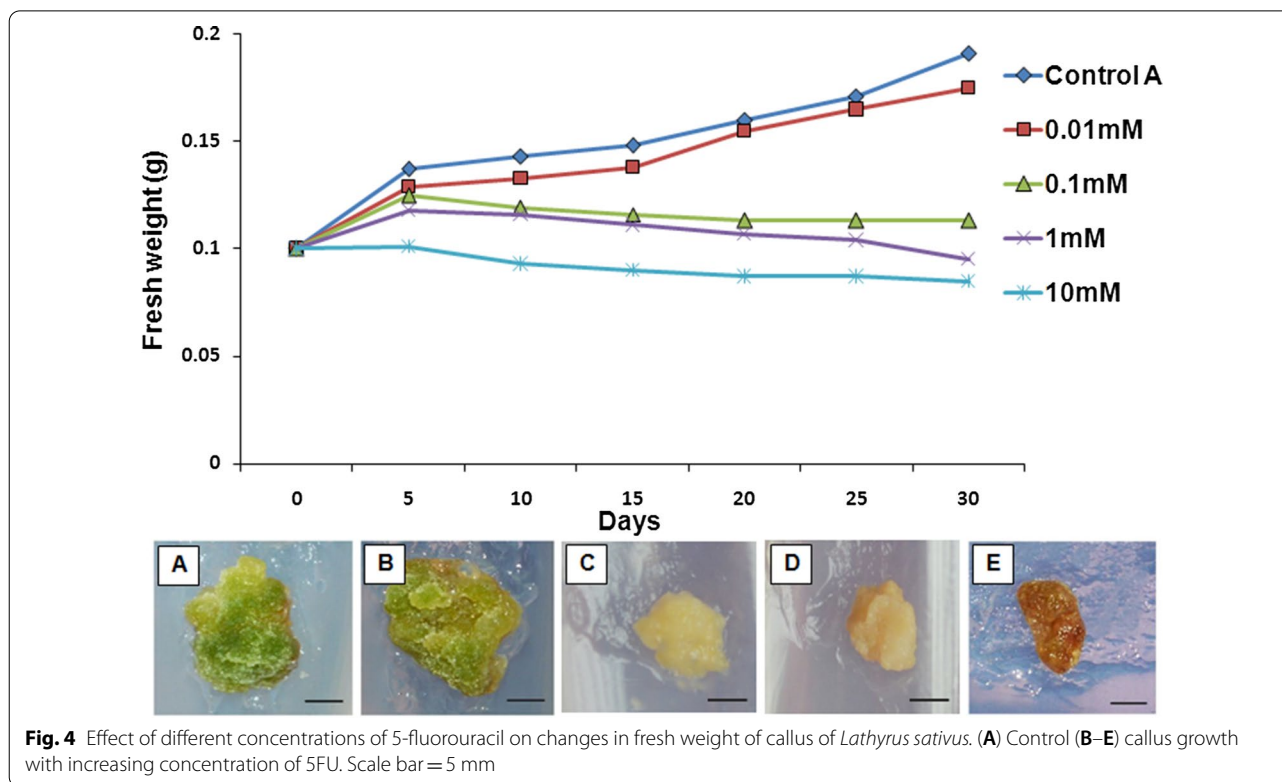 0.2
0.15
0.1
0.05
0
Fresh weight (g)
0 5 10 15 20 25 30
Days
Control A
0.01mM
0.1mM
1mM
10mM
A B C D E
Fig. 4 Effect of different concentrations of 5-fluorouracil on changes in fresh weight of callus of Lathyrus sativus. (A) Control (B–E) callus growth
with increasing concentration of 5FU. Scale bar = 5 mm